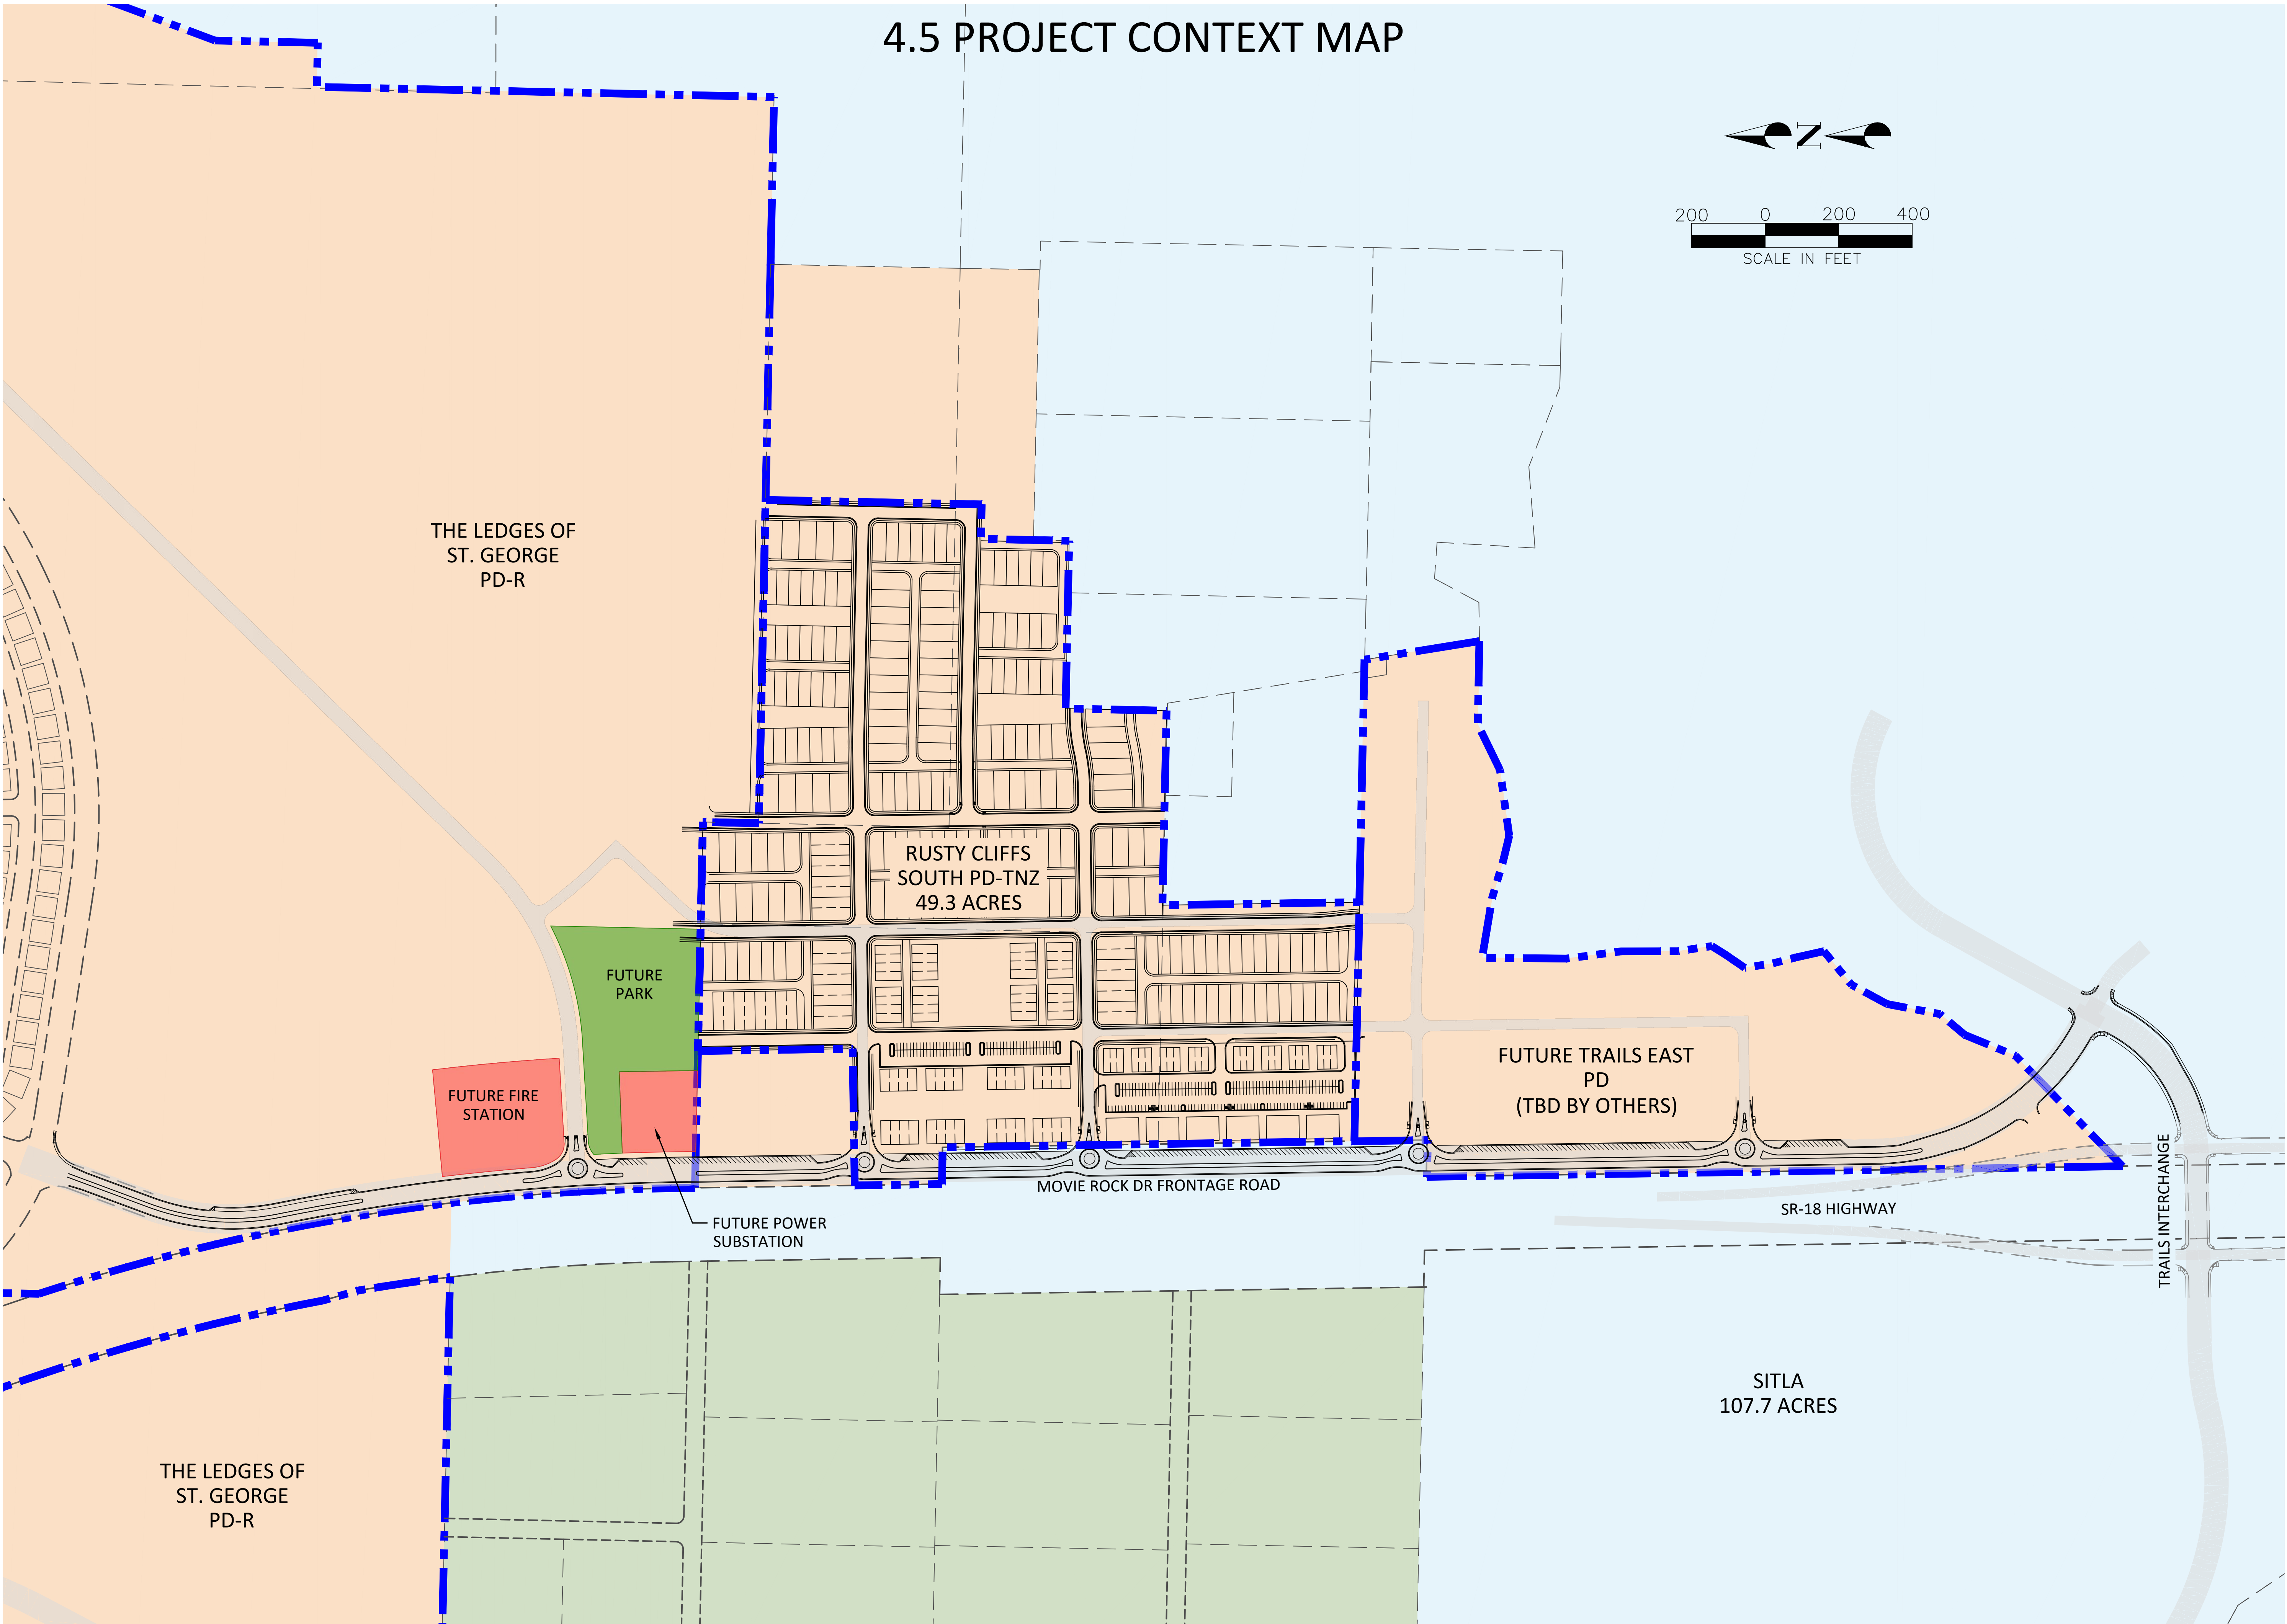 4.5 PROJECT CONTEXT MAP
N
200 0 200 400
SCALE IN FEET
THE LEDGES OF
ST. GEORGE
PD-R
RUSTY CLIFFS
SOUTH PD-TNZ
49.3 ACRES
FUTURE
PARK
FUTURE FIRE
STATION
FUTURE TRAILS EAST
PD
(TBD BY OTHERS)
MOVIE ROCK DR FRONTAGE ROAD
FUTURE POWER
SUBSTATION
SR-18 HIGHWAY
TRAILS INTERCHANGE
SITLA
107.7 ACRES
THE LEDGES OF
ST. GEORGE
PD-R